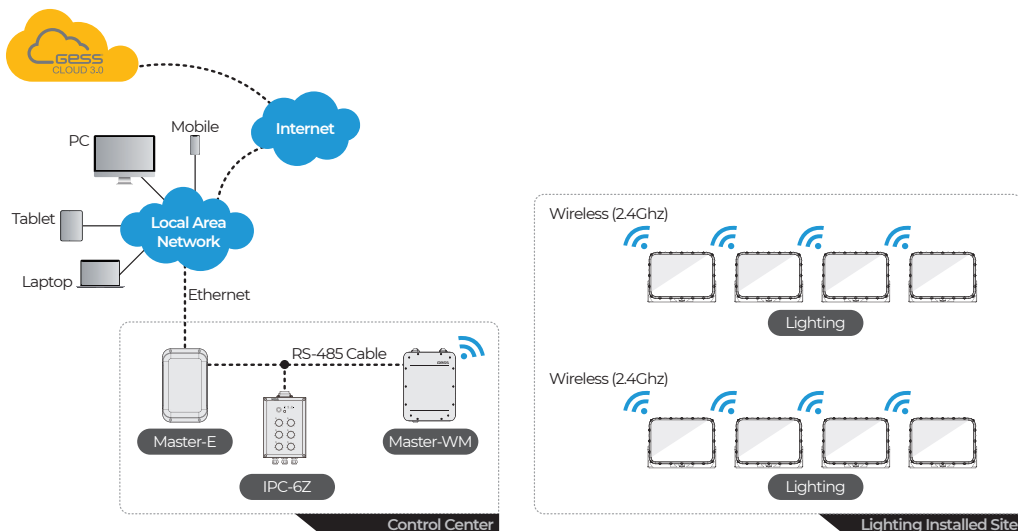 GESS
CLOUD 3.0
Internet
Mobile
PC
Tablet
Local Area
Network
Laptop
Ethernet
RS-485 Cable
GESS
Master-E
Master-WM
IPC-6Z
Control Center
Wireless (2.4Ghz)
Lighting
Wireless (2.4Ghz)
Lighting
Lighting Installed Site